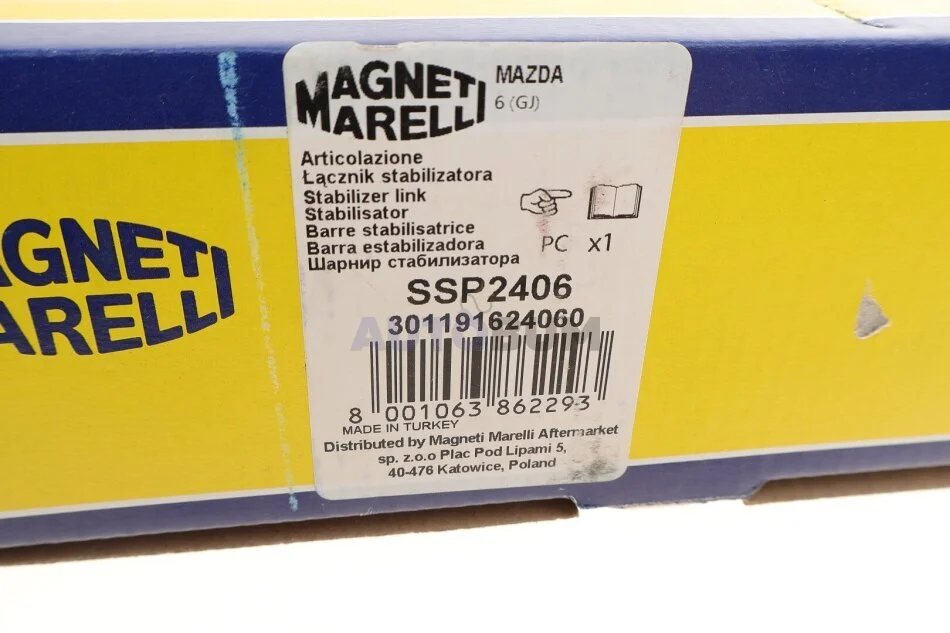 MAGNETI
MARELLI
MAZDA
6 (GJ)
Articolazione
Łącznik stabilizatora
Stabilizer link
Stabilisator
Barre stabilisatrice
Barra estabilizadora
Шарнир стабилизатора
PC x1
SSP2406
301191624060
8 001063 862293
MADE IN TURKEY
Distributed by Magneti Marelli Aftermarket
sp. z.o.o Plac Pod Lipami 5,
40-476 Katowice, Poland
AGNETI
ARELLI